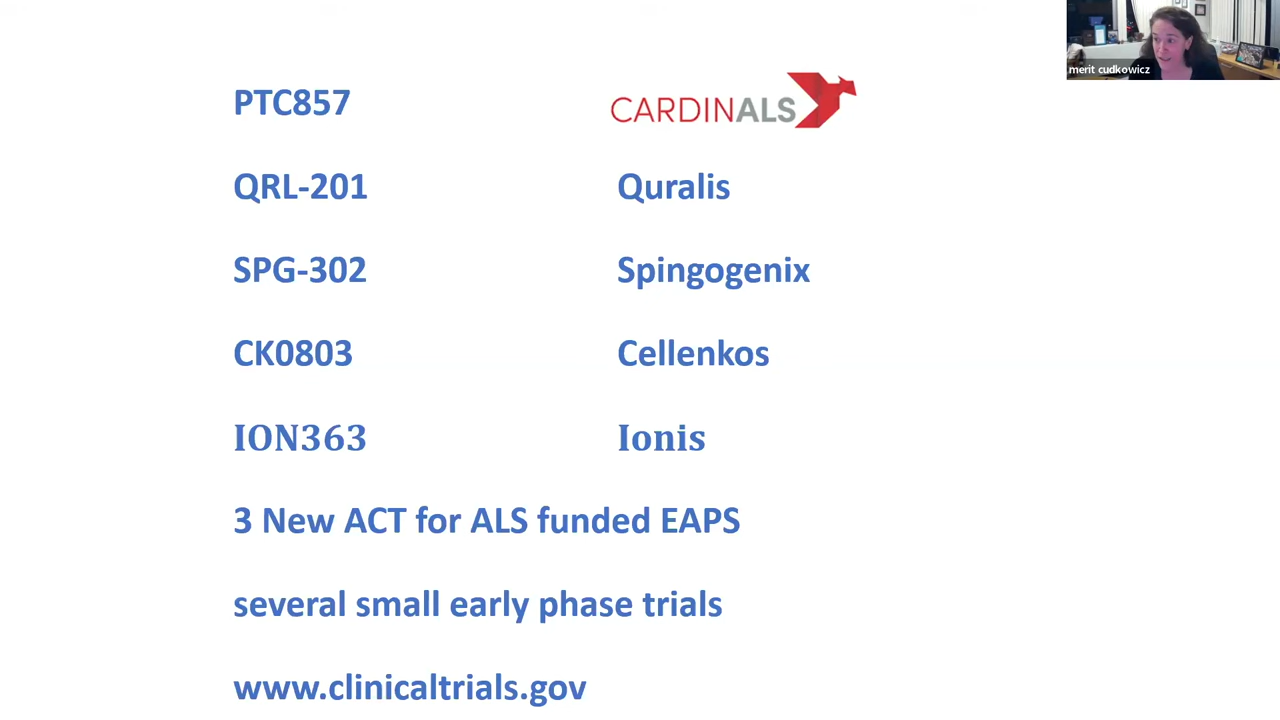 merit cudkowicz
PTC857 CARDINALS
QRL-201 Quralis
SPG-302 Spingogenix
CK0803 Cellenkos
ION363 Ionis
3 New ACT for ALS funded EAPS
several small early phase trials
www.clinicaltrials.gov